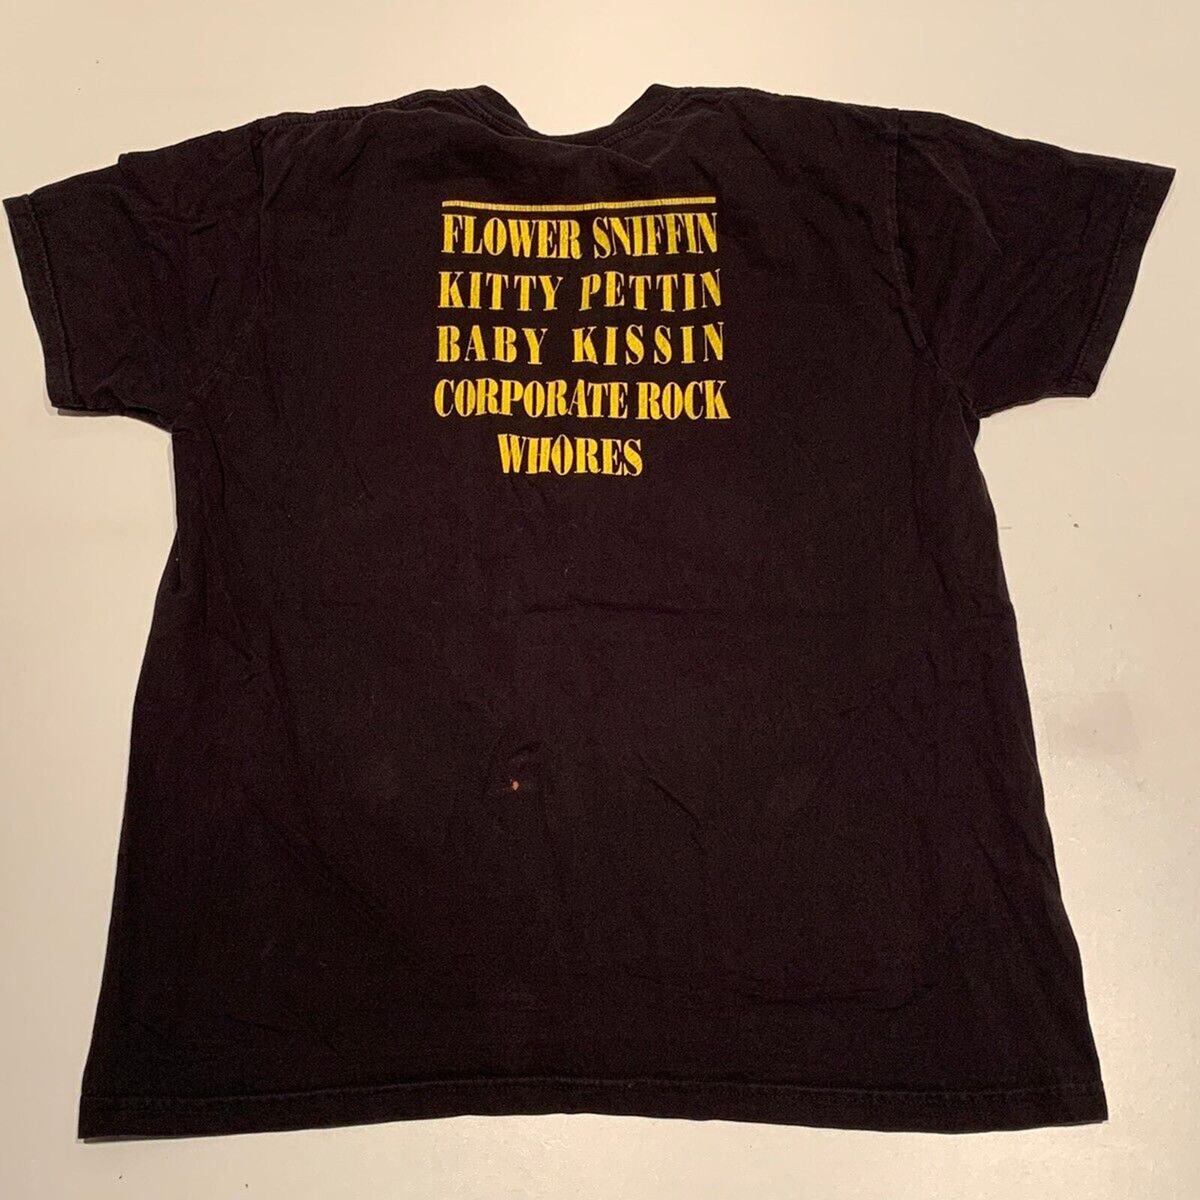 FLOWER SNIFFIN
KITTY PETTIN
BABY KISSIN
CORPORATE ROCK
WHORES